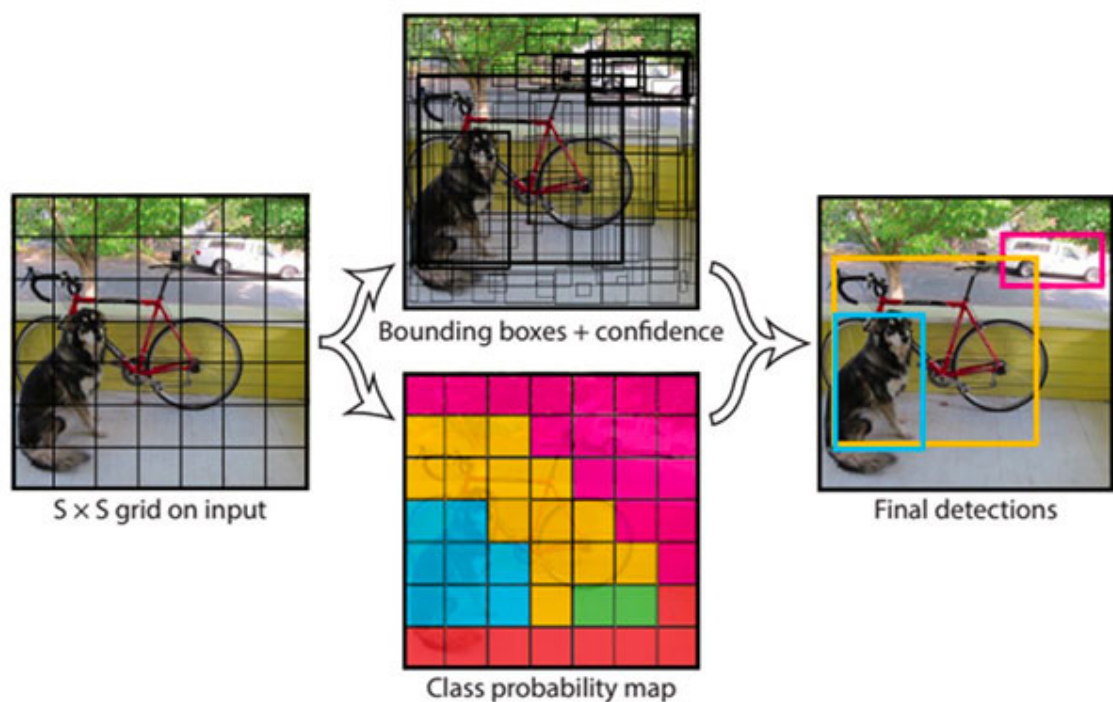 S × S grid on input
Bounding boxes + confidence
Class probability map
Final detections